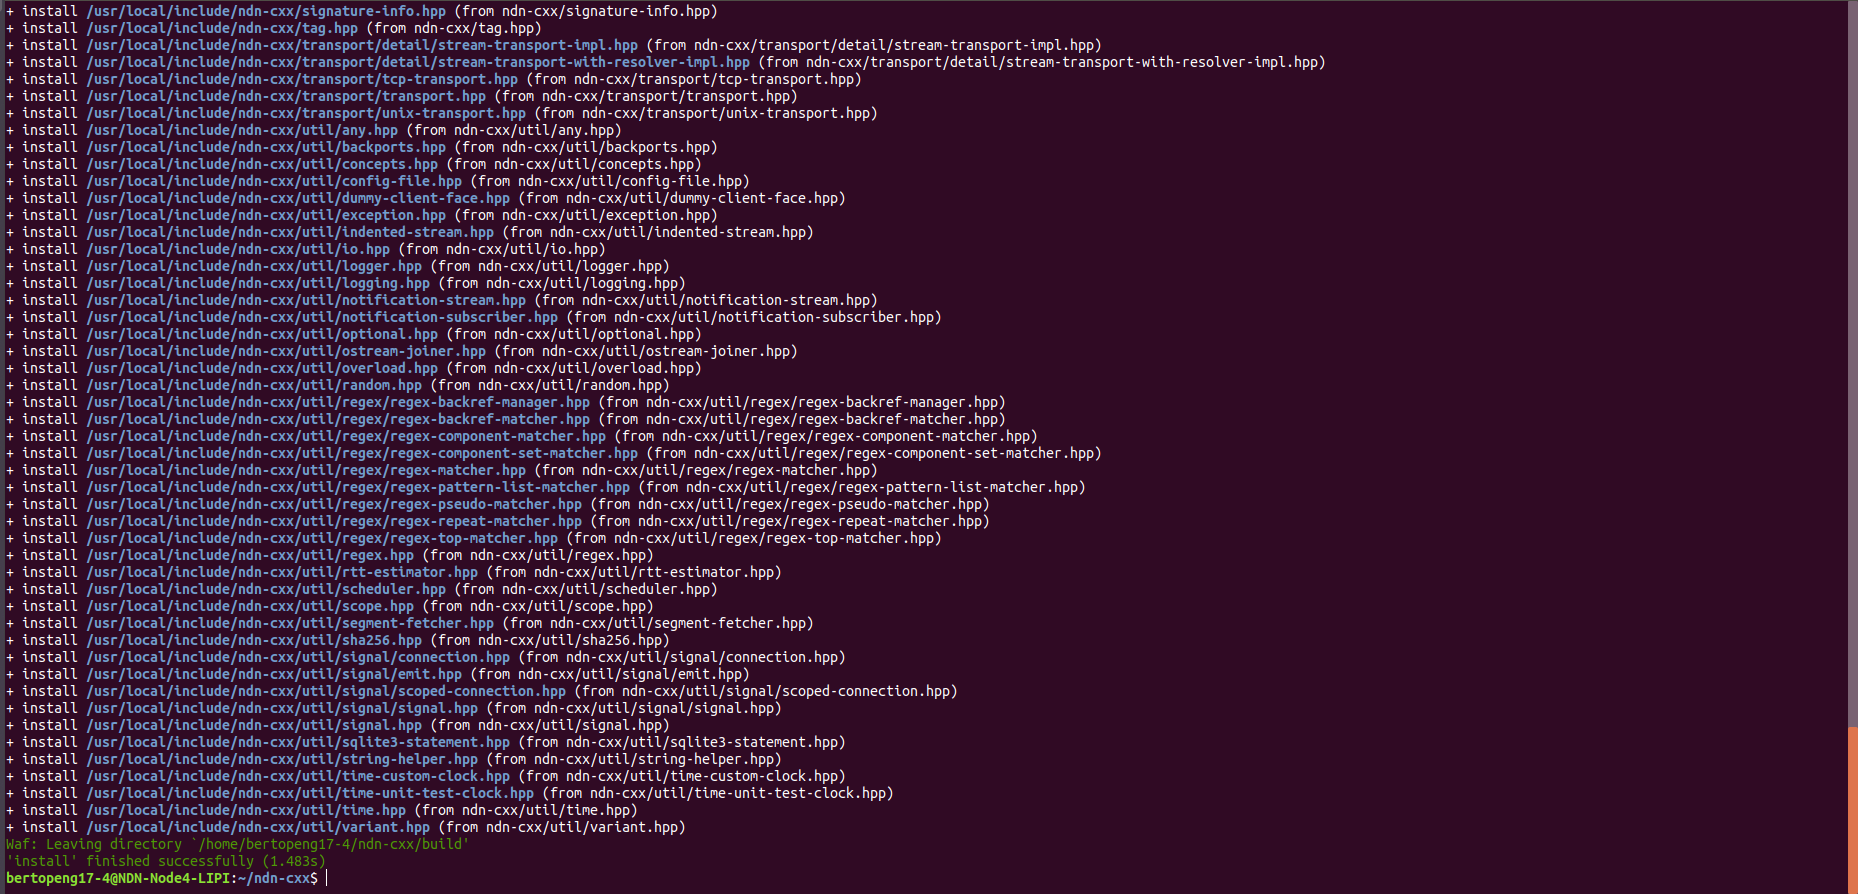 + install /usr/local/include/ndn-cxx/signature-info.hpp (from ndn-cxx/signature-info.hpp)
+ install /usr/local/include/ndn-cxx/tag.hpp (from ndn-cxx/tag.hpp)
+ install /usr/local/include/ndn-cxx/transport/detail/stream-transport-impl.hpp (from ndn-cxx/transport/detail/stream-transport-impl.hpp)
+ install /usr/local/include/ndn-cxx/transport/detail/stream-transport-with-resolver-impl.hpp (from ndn-cxx/transport/detail/stream-transport-with-resolver-impl.hpp)
+ install /usr/local/include/ndn-cxx/transport/tcp-transport.hpp (from ndn-cxx/transport/tcp-transport.hpp)
+ install /usr/local/include/ndn-cxx/transport/transport.hpp (from ndn-cxx/transport/transport.hpp)
+ install /usr/local/include/ndn-cxx/transport/unix-transport.hpp (from ndn-cxx/transport/unix-transport.hpp)
+ install /usr/local/include/ndn-cxx/util/any.hpp (from ndn-cxx/util/any.hpp)
+ install /usr/local/include/ndn-cxx/util/backports.hpp (from ndn-cxx/util/backports.hpp)
+ install /usr/local/include/ndn-cxx/util/concepts.hpp (from ndn-cxx/util/concepts.hpp)
+ install /usr/local/include/ndn-cxx/util/config-file.hpp (from ndn-cxx/util/config-file.hpp)
+ install /usr/local/include/ndn-cxx/util/dummy-client-face.hpp (from ndn-cxx/util/dummy-client-face.hpp)
+ install /usr/local/include/ndn-cxx/util/exception.hpp (from ndn-cxx/util/exception.hpp)
+ install /usr/local/include/ndn-cxx/util/indented-stream.hpp (from ndn-cxx/util/indented-stream.hpp)
+ install /usr/local/include/ndn-cxx/util/io.hpp (from ndn-cxx/util/io.hpp)
+ install /usr/local/include/ndn-cxx/util/logger.hpp (from ndn-cxx/util/logger.hpp)
+ install /usr/local/include/ndn-cxx/util/logging.hpp (from ndn-cxx/util/logging.hpp)
+ install /usr/local/include/ndn-cxx/util/notification-stream.hpp (from ndn-cxx/util/notification-stream.hpp)
+ install /usr/local/include/ndn-cxx/util/notification-subscriber.hpp (from ndn-cxx/util/notification-subscriber.hpp)
+ install /usr/local/include/ndn-cxx/util/optional.hpp (from ndn-cxx/util/optional.hpp)
+ install /usr/local/include/ndn-cxx/util/ostream-joiner.hpp (from ndn-cxx/util/ostream-joiner.hpp)
+ install /usr/local/include/ndn-cxx/util/overload.hpp (from ndn-cxx/util/overload.hpp)
+ install /usr/local/include/ndn-cxx/util/random.hpp (from ndn-cxx/util/random.hpp)
+ install /usr/local/include/ndn-cxx/util/regex/regex-backref-manager.hpp (from ndn-cxx/util/regex/regex-backref-manager.hpp)
+ install /usr/local/include/ndn-cxx/util/regex/regex-backref-matcher.hpp (from ndn-cxx/util/regex/regex-backref-matcher.hpp)
+ install /usr/local/include/ndn-cxx/util/regex/regex-component-matcher.hpp (from ndn-cxx/util/regex/regex-component-matcher.hpp)
+ install /usr/local/include/ndn-cxx/util/regex/regex-component-set-matcher.hpp (from ndn-cxx/util/regex/regex-component-set-matcher.hpp)
+ install /usr/local/include/ndn-cxx/util/regex/regex-matcher.hpp (from ndn-cxx/util/regex/regex-matcher.hpp)
+ install /usr/local/include/ndn-cxx/util/regex/regex-pattern-list-matcher.hpp (from ndn-cxx/util/regex/regex-pattern-list-matcher.hpp)
+ install /usr/local/include/ndn-cxx/util/regex/regex-pseudo-matcher.hpp (from ndn-cxx/util/regex/regex-pseudo-matcher.hpp)
+ install /usr/local/include/ndn-cxx/util/regex/regex-repeat-matcher.hpp (from ndn-cxx/util/regex/regex-repeat-matcher.hpp)
+ install /usr/local/include/ndn-cxx/util/regex/regex-top-matcher.hpp (from ndn-cxx/util/regex/regex-top-matcher.hpp)
+ install /usr/local/include/ndn-cxx/util/regex.hpp (from ndn-cxx/util/regex.hpp)
+ install /usr/local/include/ndn-cxx/util/rtt-estimator.hpp (from ndn-cxx/util/rtt-estimator.hpp)
+ install /usr/local/include/ndn-cxx/util/scheduler.hpp (from ndn-cxx/util/scheduler.hpp)
+ install /usr/local/include/ndn-cxx/util/scope.hpp (from ndn-cxx/util/scope.hpp)
+ install /usr/local/include/ndn-cxx/util/segment-fetcher.hpp (from ndn-cxx/util/segment-fetcher.hpp)
+ install /usr/local/include/ndn-cxx/util/sha256.hpp (from ndn-cxx/util/sha256.hpp)
+ install /usr/local/include/ndn-cxx/util/signal/connection.hpp (from ndn-cxx/util/signal/connection.hpp)
+ install /usr/local/include/ndn-cxx/util/signal/emit.hpp (from ndn-cxx/util/signal/emit.hpp)
+ install /usr/local/include/ndn-cxx/util/signal/scoped-connection.hpp (from ndn-cxx/util/signal/scoped-connection.hpp)
+ install /usr/local/include/ndn-cxx/util/signal/signal.hpp (from ndn-cxx/util/signal/signal.hpp)
+ install /usr/local/include/ndn-cxx/util/signal.hpp (from ndn-cxx/util/signal.hpp)
+ install /usr/local/include/ndn-cxx/util/sqlite3-statement.hpp (from ndn-cxx/util/sqlite3-statement.hpp)
+ install /usr/local/include/ndn-cxx/util/string-helper.hpp (from ndn-cxx/util/string-helper.hpp)
+ install /usr/local/include/ndn-cxx/util/time-custom-clock.hpp (from ndn-cxx/util/time-custom-clock.hpp)
+ install /usr/local/include/ndn-cxx/util/time-unit-test-clock.hpp (from ndn-cxx/util/time-unit-test-clock.hpp)
+ install /usr/local/include/ndn-cxx/util/time.hpp (from ndn-cxx/util/time.hpp)
+ install /usr/local/include/ndn-cxx/util/variant.hpp (from ndn-cxx/util/variant.hpp)
Waf: Leaving directory `/home/bertopeng17-4/ndn-cxx/build'
'install' finished successfully (1.483s)
bertopeng17-4@NDN-Node4-LIPI:~/ndn-cxx$